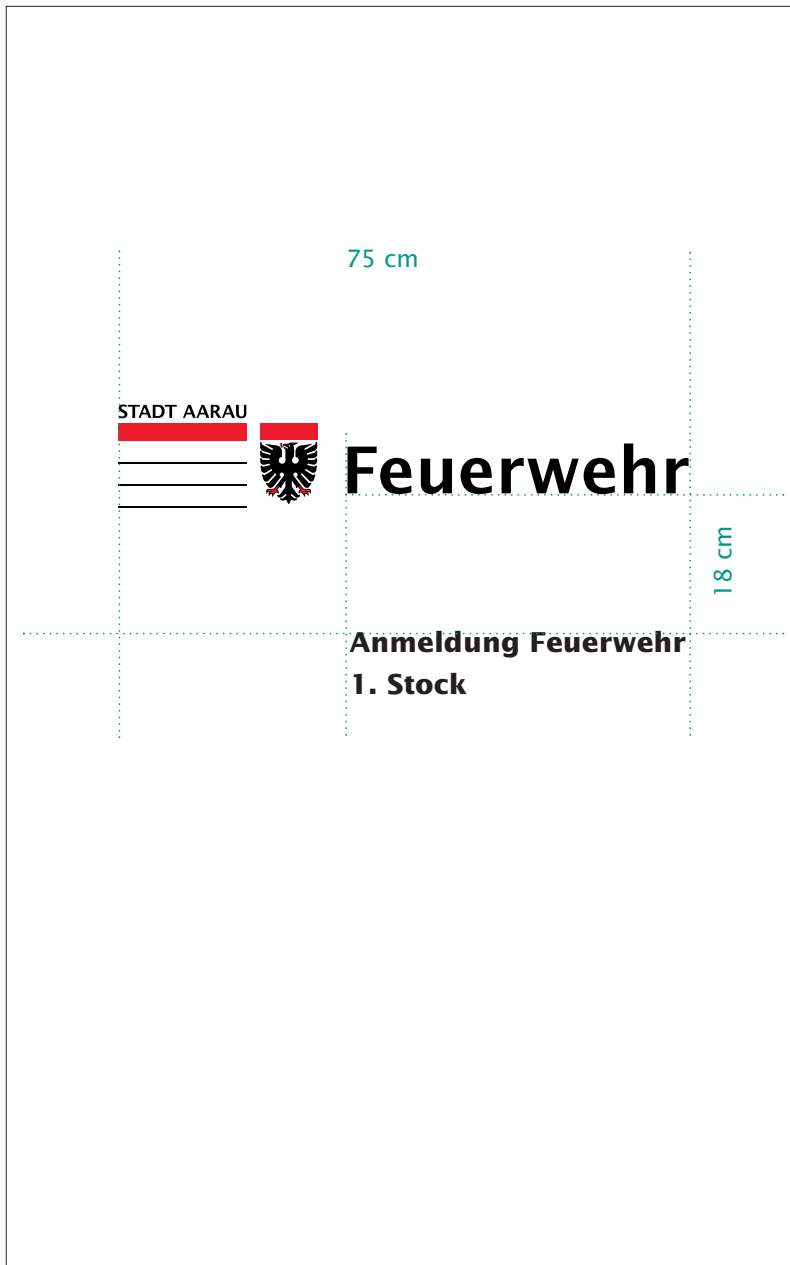 75 cm
STADT AARAU
Feuerwehr
18 cm
Anmeldung Feuerwehr
1. Stock